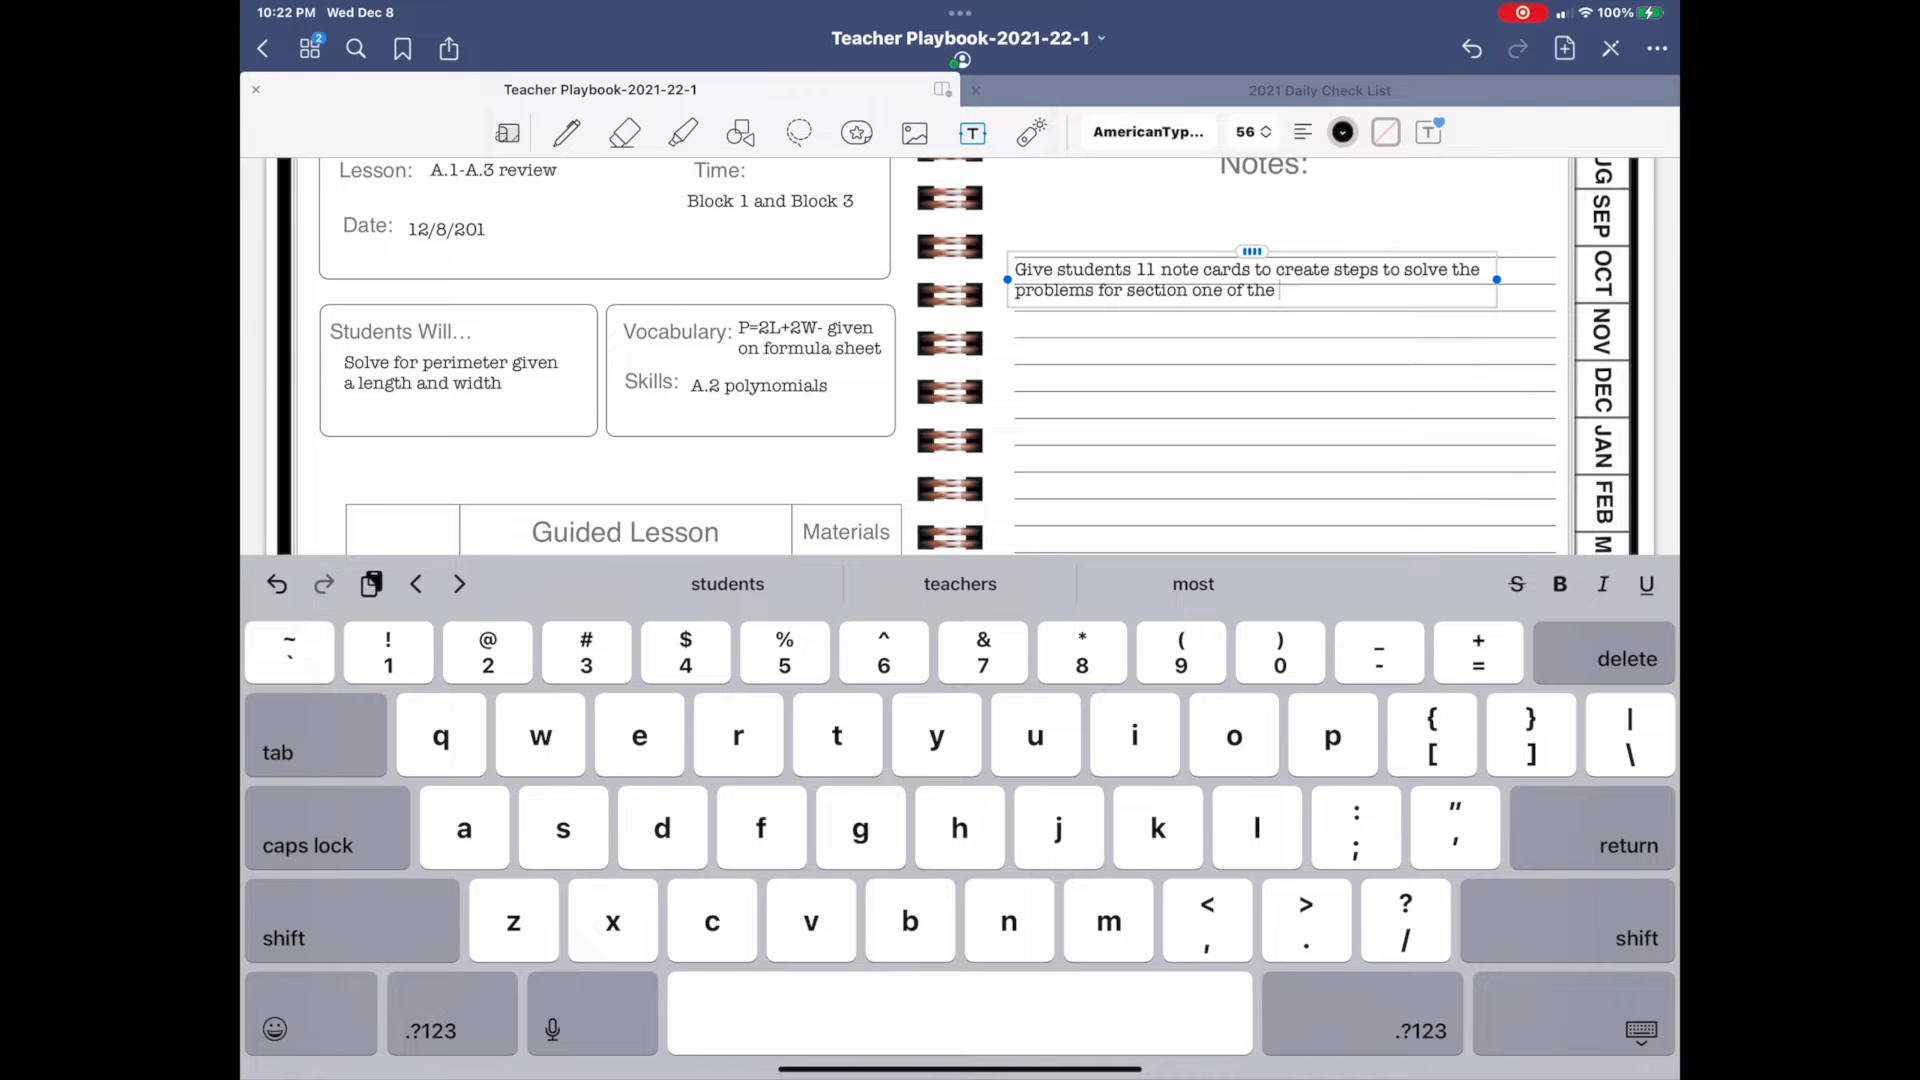 10:22 PM Wed Dec 8
100%
2
Teacher Playbook-2021-22-1
Teacher Playbook-2021-22-1
2021 Daily Check List
AmericanTyp... 56
Lesson: A.1-A.3 review
Time:
Block 1 and Block 3
Date: 12/8/201
Students Will...
Solve for perimeter given
a length and width
Vocabulary: P=2L+2W- given
on formula sheet
Skills: A.2 polynomials
Guided Lesson Materials
Notes:
Give students 11 note cards to create steps to solve the
problems for section one of the
UG
SEP
OCT
NOV
DEC
JAN
FEB
M
students teachers most S B I U
~ ! @ # $ % ^ & * ( ) _ +
` 1 2 3 4 5 6 7 8 9 0 - = delete
tab q w e r t y u i o p { [ } ] | \
caps lock a s d f g h j k l : ; " ' return
shift z x c v b n m < , > . ? / shift
.?123 .?123